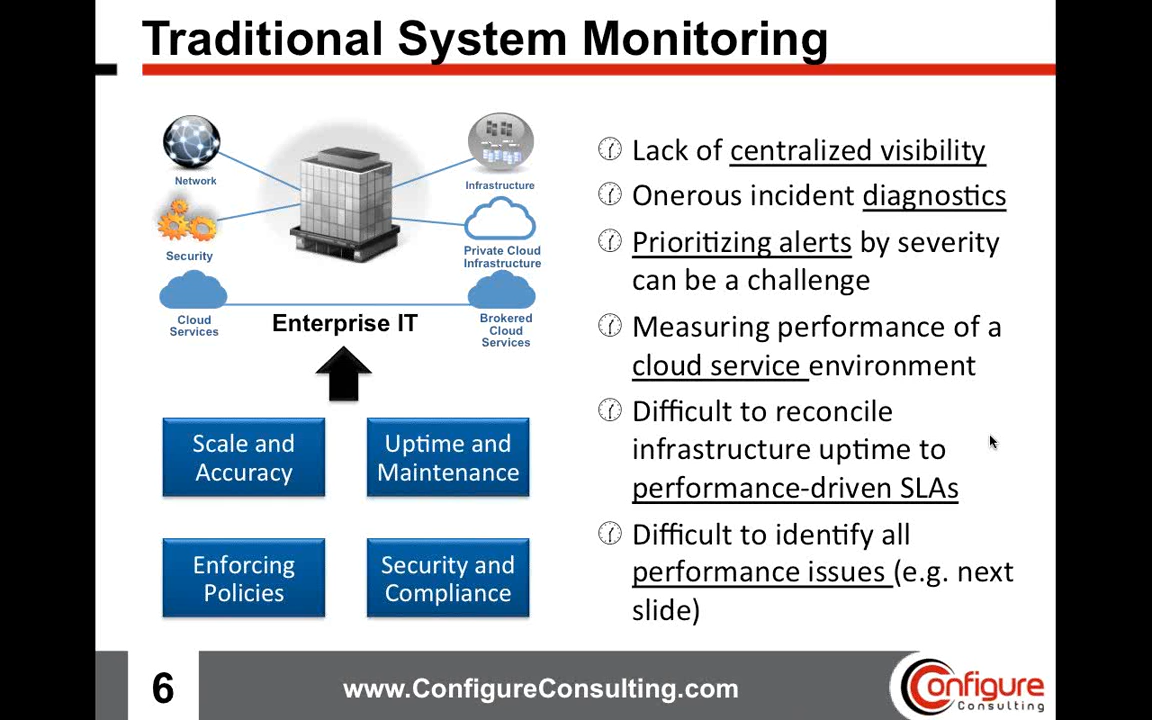 Traditional System Monitoring
Network
Infrastructure
Security
Private Cloud
Infrastructure
Cloud
Services
Enterprise IT
Brokered
Cloud
Services
Scale and
Accuracy
Uptime and
Maintenance
Enforcing
Policies
Security and
Compliance
Lack of centralized visibility
Onerous incident diagnostics
Prioritizing alerts by severity
can be a challenge
Measuring performance of a
cloud service environment
Difficult to reconcile
infrastructure uptime to
performance-driven SLAs
Difficult to identify all
performance issues (e.g. next
slide)
6
www.ConfigureConsulting.com
Configure
Consulting